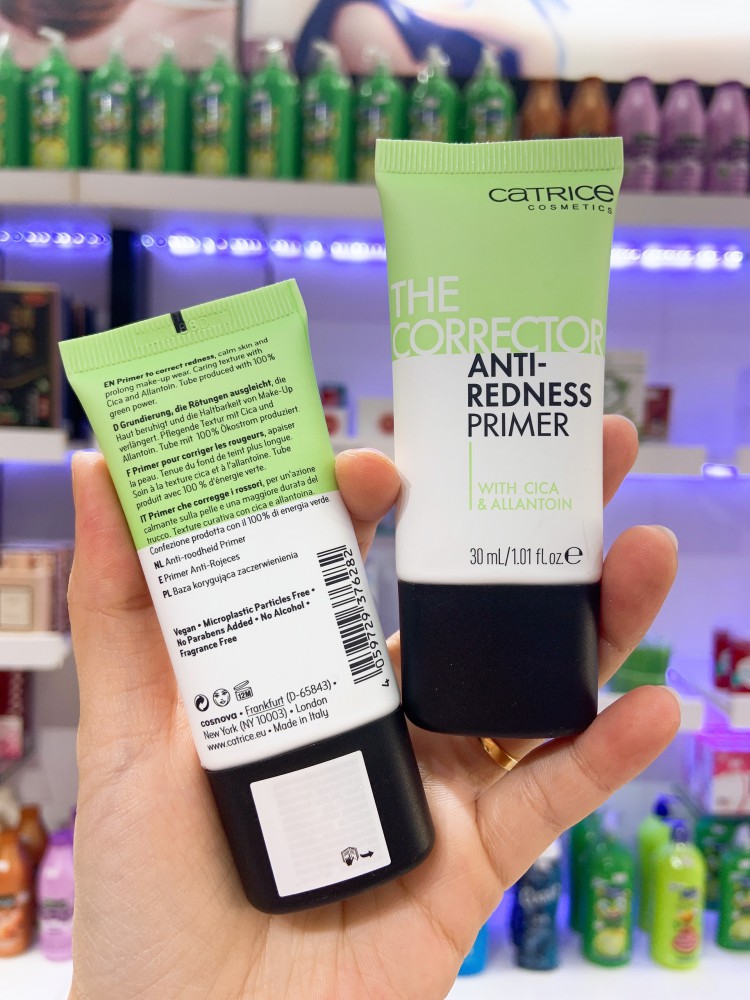 CATRICE
COSMETICS
THE
CORRECTOR
ANTI-
REDNESS
PRIMER
WITH CICA
& ALLANTOIN
30 mL/1.01 fl.oz.℮
EN Primer to correct redness, calm skin and
prolong make-up wear. Caring texture with
Cica and Allantoin. Tube produced with 100%
green power.
D Grundierung, die Rötungen ausgleicht, die
Haut beruhigt und die Haltbarkeit von Make-Up
verlängert. Pflegende Textur mit Cica und
Allantoin. Tube mit 100% Ökostrom produziert.
F Primer pour corriger les rougeurs, apaiser
la peau. Tenue du fond de teint plus longue.
Soin à la texture cica et à l'allantoïne. Tube
produit avec 100 % d'énergie verte.
IT Primer che corregge i rossori, per un'azione
calmante sulla pelle e una maggiore durata del
trucco. Texture curativa con cica e allantoina.
Confezione prodotta con il 100% di energia verde.
NL Anti-roodheid Primer
E Primer Anti-Rojeces
PL Baza korygująca zaczerwienienia
Vegan • Microplastic Particles Free •
No Parabens Added • No Alcohol •
Fragrance Free
4 059729 376282
12M
cosnova • Frankfurt (D-65843) •
New York (NY 10003) • London
www.catrice.eu • Made in Italy